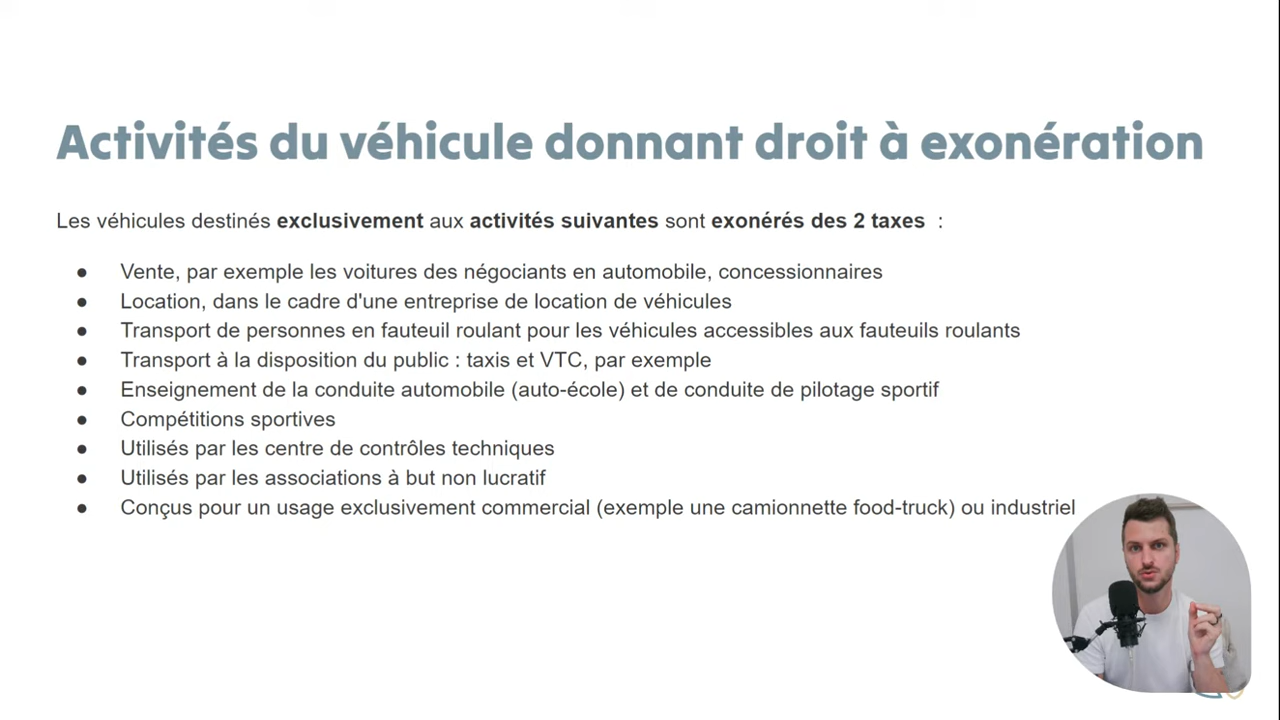 Activités du véhicule donnant droit à exonération
Les véhicules destinés exclusivement aux activités suivantes sont exonérés des 2 taxes :
● Vente, par exemple les voitures des négociants en automobile, concessionnaires
● Location, dans le cadre d'une entreprise de location de véhicules
● Transport de personnes en fauteuil roulant pour les véhicules accessibles aux fauteuils roulants
● Transport à la disposition du public : taxis et VTC, par exemple
● Enseignement de la conduite automobile (auto-école) et de conduite de pilotage sportif
● Compétitions sportives
● Utilisés par les centre de contrôles techniques
● Utilisés par les associations à but non lucratif
● Conçus pour un usage exclusivement commercial (exemple une camionnette food-truck) ou industriel